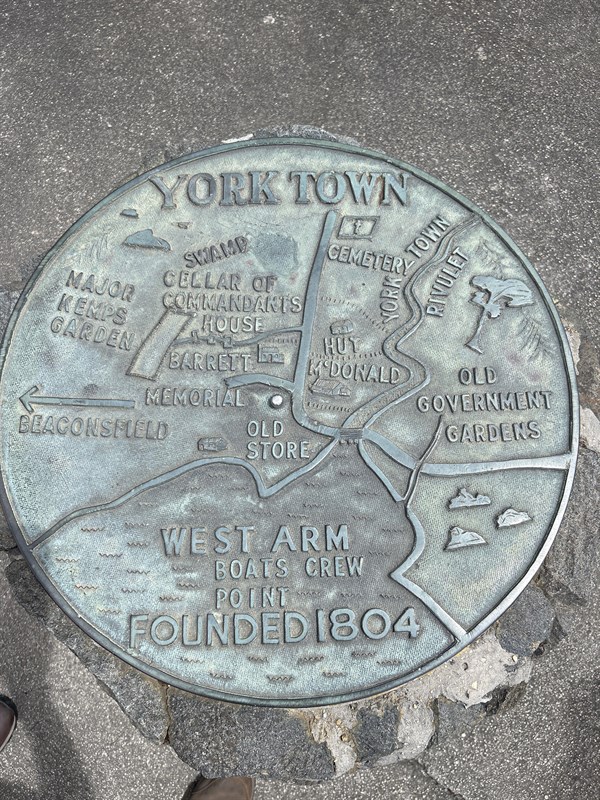 YORK TOWN
SWAMP
CEMETERY
YORK TOWN
RIVULET
MAJOR
KEMPS
GARDEN
CELLAR OF
COMMANDANTS
HOUSE
BARRETT
HUT
McDONALD
MEMORIAL
BEACONSFIELD
OLD
STORE
OLD
GOVERNMENT
GARDENS
WEST ARM
BOATS CREW
POINT
FOUNDED 1804